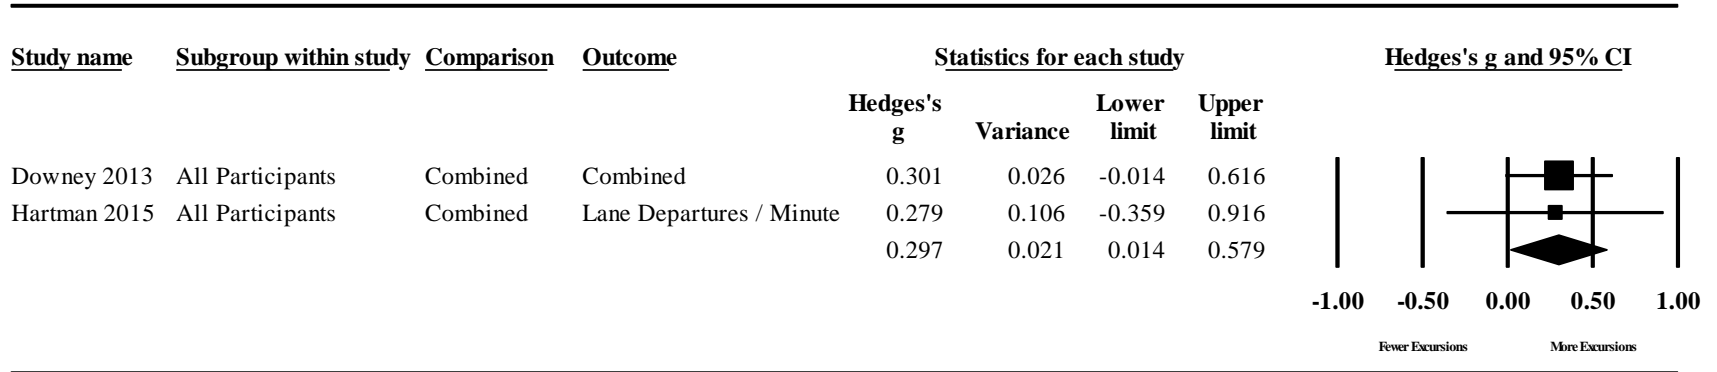 Study name Subgroup within study Comparison Outcome Statistics for each study Hedges's g and 95% CI
Hedges's g Variance Lower limit Upper limit
Downey 2013 All Participants Combined Combined 0.301 0.026 -0.014 0.616
Hartman 2015 All Participants Combined Lane Departures / Minute 0.279 0.106 -0.359 0.916
0.297 0.021 0.014 0.579
-1.00 -0.50 0.00 0.50 1.00
Fewer Excursions More Excursions